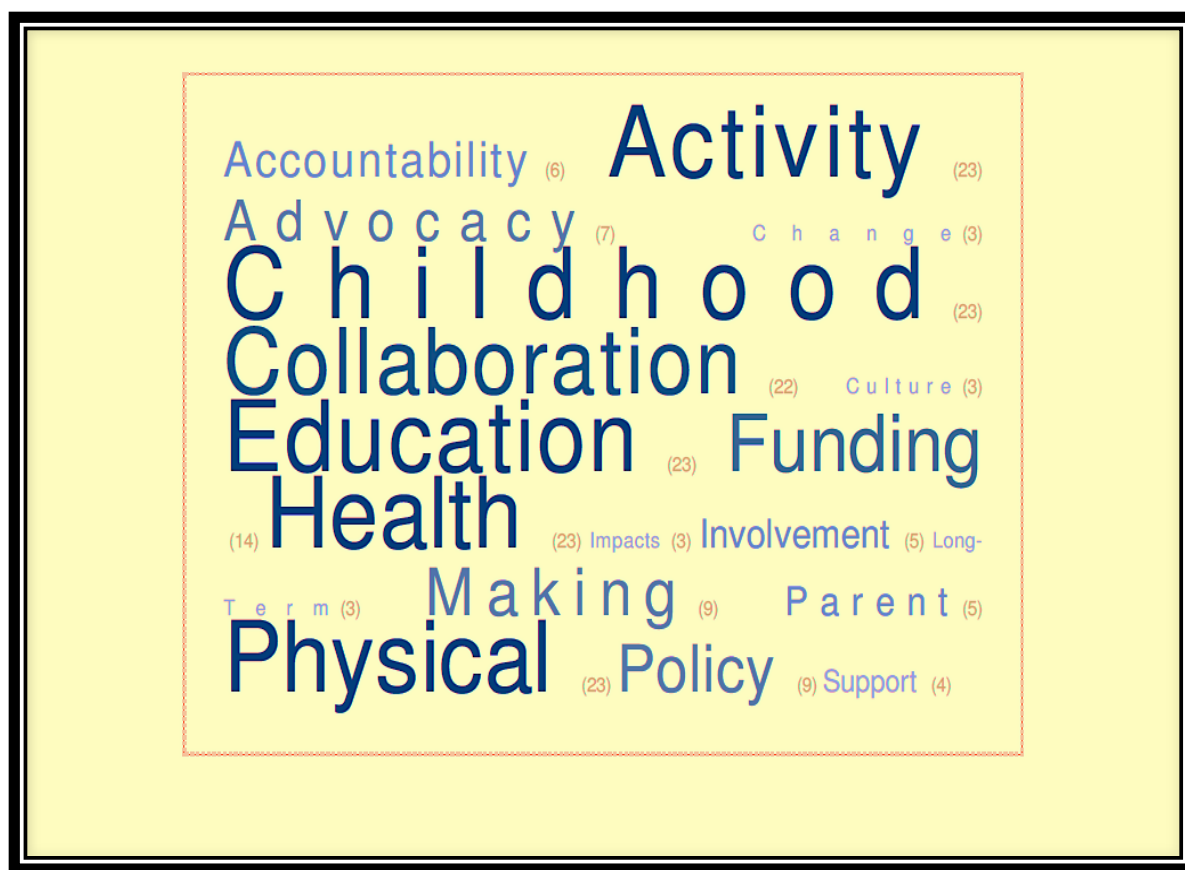 Accountability (6) Activity (23)
Advocacy (7) Change (3)
Childhood (23)
Collaboration (22) Culture (3)
Education (23) Funding
(14) Health (23) Impacts (3) Involvement (5) Long-
Term (3) Making (9) Parent (5)
Physical (23) Policy (9) Support (4)